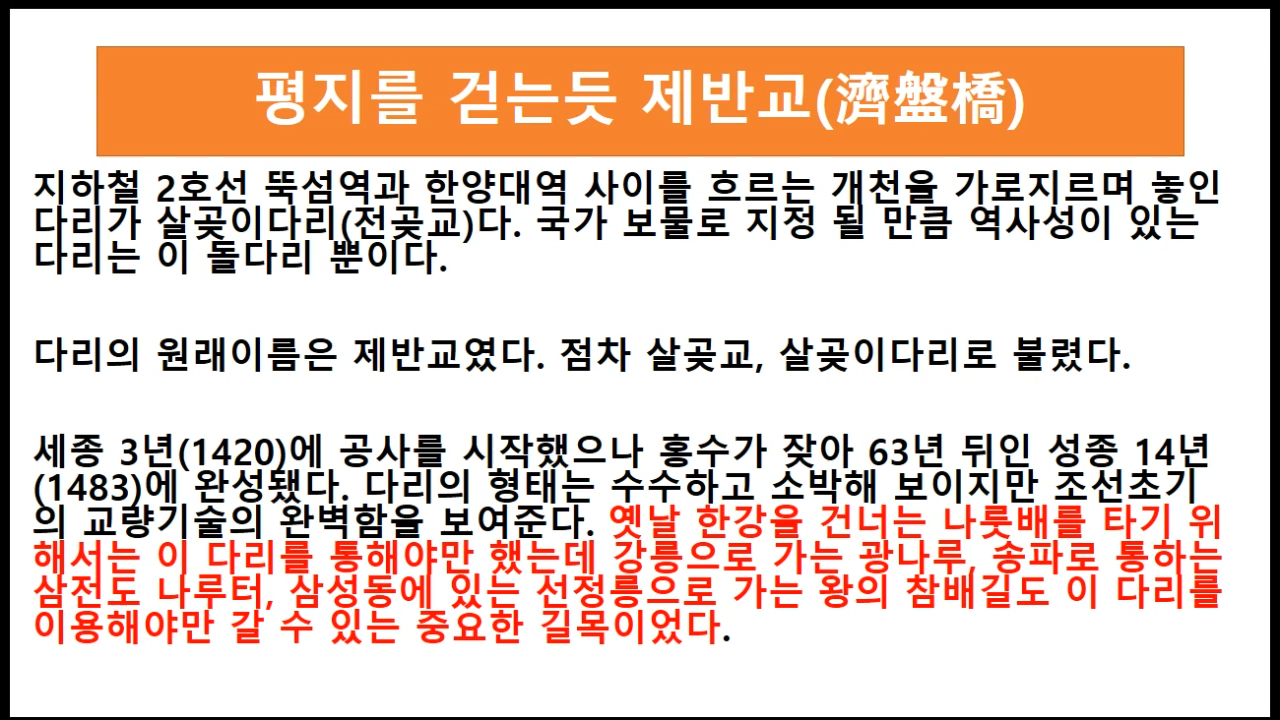 평지를 걷는듯 제반교(濟盤橋)
지하철 2호선 뚝섬역과 한양대역 사이를 흐르는 개천을 가로지르며 놓인
다리가 살곶이다리(전곶교)다. 국가 보물로 지정 될 만큼 역사성이 있는
다리는 이 돌다리 뿐이다.
다리의 원래이름은 제반교였다. 점차 살곶교, 살곶이다리로 불렸다.
세종 3년(1420)에 공사를 시작했으나 홍수가 잦아 63년 뒤인 성종 14년
(1483)에 완성됐다. 다리의 형태는 수수하고 소박해 보이지만 조선초기
의 교량기술의 완벽함을 보여준다. 옛날 한강을 건너는 나룻배를 타기 위
해서는 이 다리를 통해야만 했는데 강릉으로 가는 광나루, 송파로 통하는
삼전도 나루터, 삼성동에 있는 선정릉으로 가는 왕의 참배길도 이 다리를
이용해야만 갈 수 있는 중요한 길목이었다.